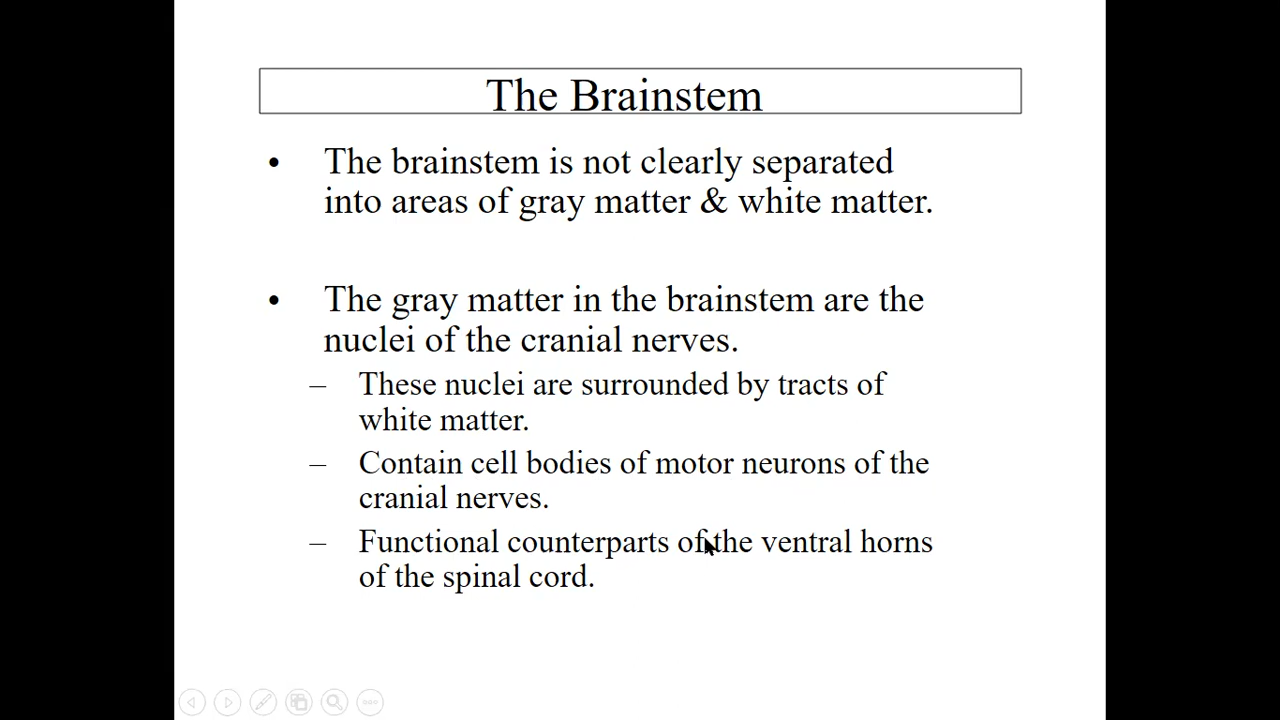 The Brainstem
• The brainstem is not clearly separated
into areas of gray matter & white matter.
• The gray matter in the brainstem are the
nuclei of the cranial nerves.
– These nuclei are surrounded by tracts of
white matter.
– Contain cell bodies of motor neurons of the
cranial nerves.
– Functional counterparts of the ventral horns
of the spinal cord.